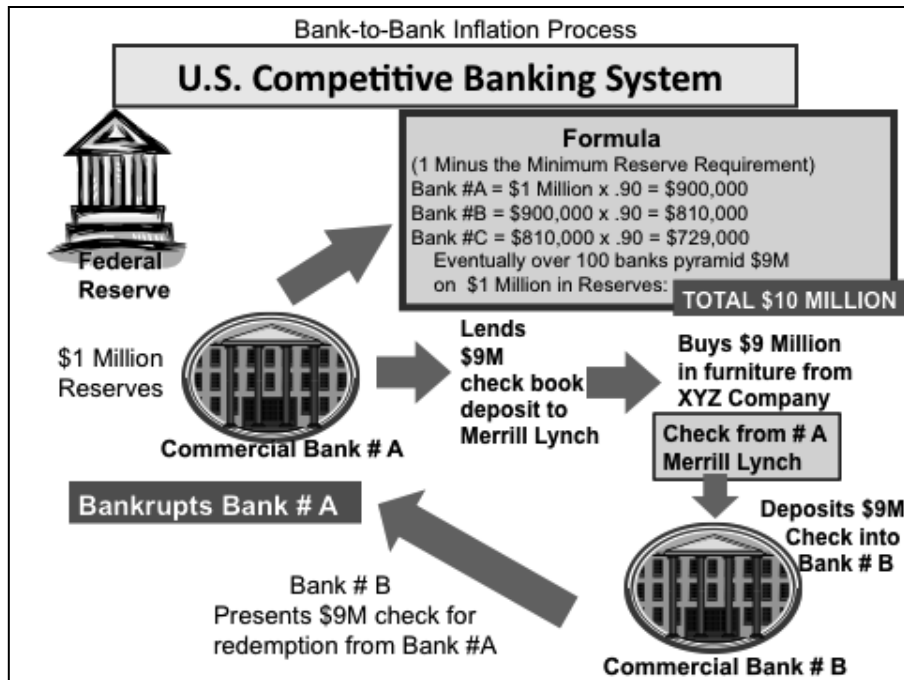 Bank-to-Bank Inflation Process
U.S. Competitive Banking System
Formula
(1 Minus the Minimum Reserve Requirement)
Bank #A = $1 Million x .90 = $900,000
Bank #B = $900,000 x .90 = $810,000
Bank #C = $810,000 x .90 = $729,000
Eventually over 100 banks pyramid $9M
on $1 Million in Reserves:
TOTAL $10 MILLION
Federal
Reserve
$1 Million
Reserves
Commercial Bank # A
Lends
$9M
check book
deposit to
Merrill Lynch
Buys $9 Million
in furniture from
XYZ Company
Check from # A
Merrill Lynch
Deposits $9M
Check into
Bank # B
Commercial Bank # B
Bank # B
Presents $9M check for
redemption from Bank #A
Bankrupts Bank # A